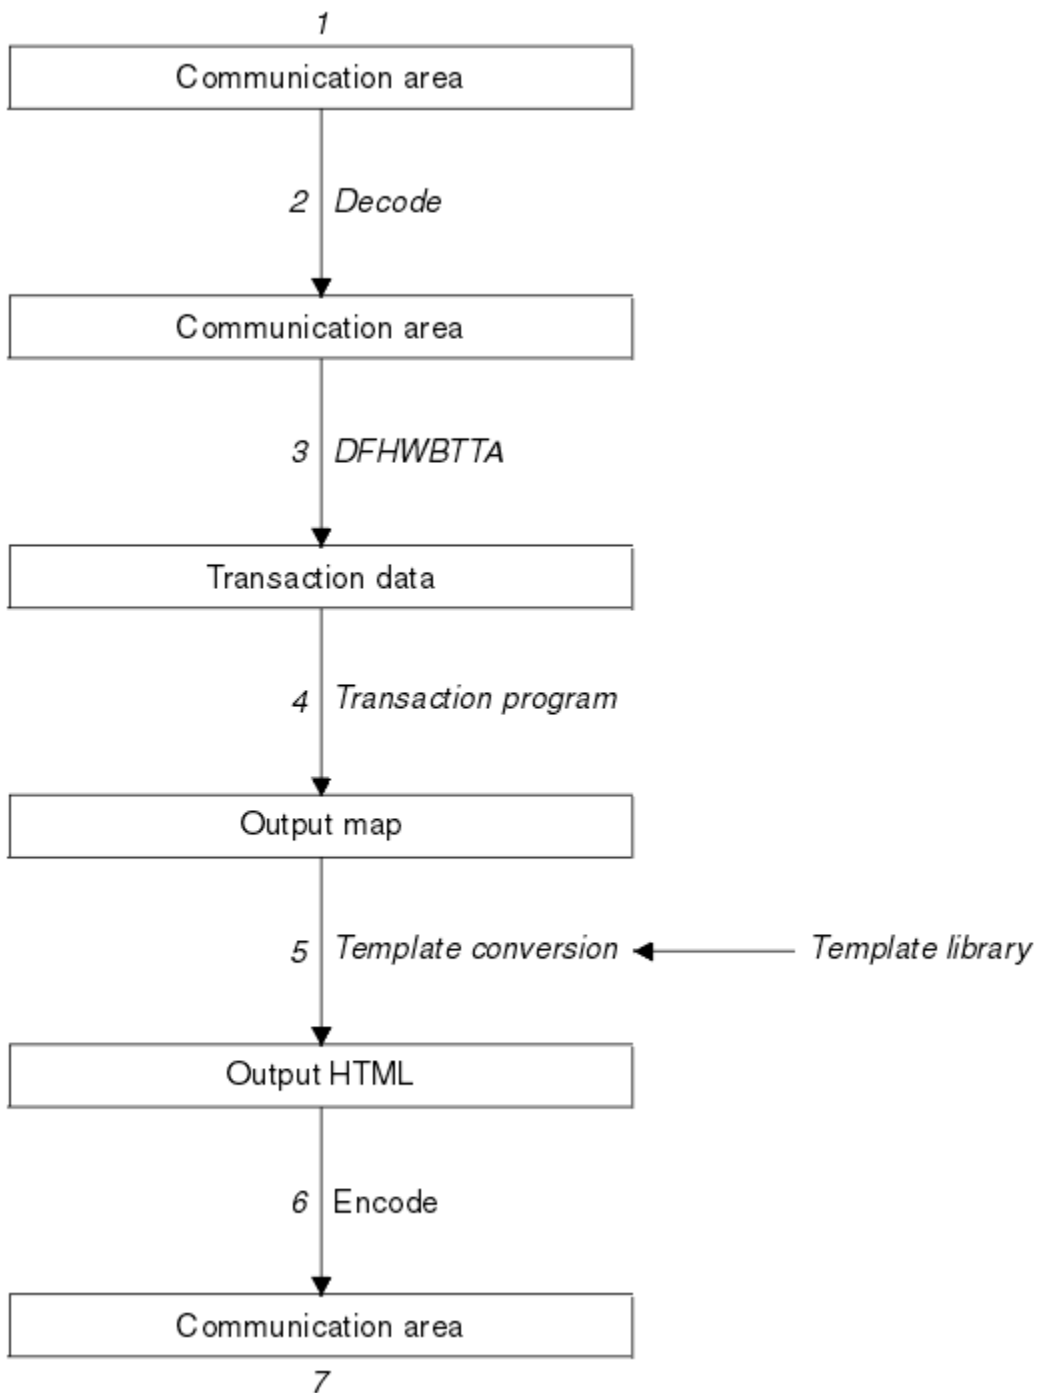 1
Communication area
2 Decode
Communication area
3 DFHWBTTA
Transaction data
4 Transaction program
Output map
5 Template conversion Template library
Output HTML
6 Encode
Communication area
7